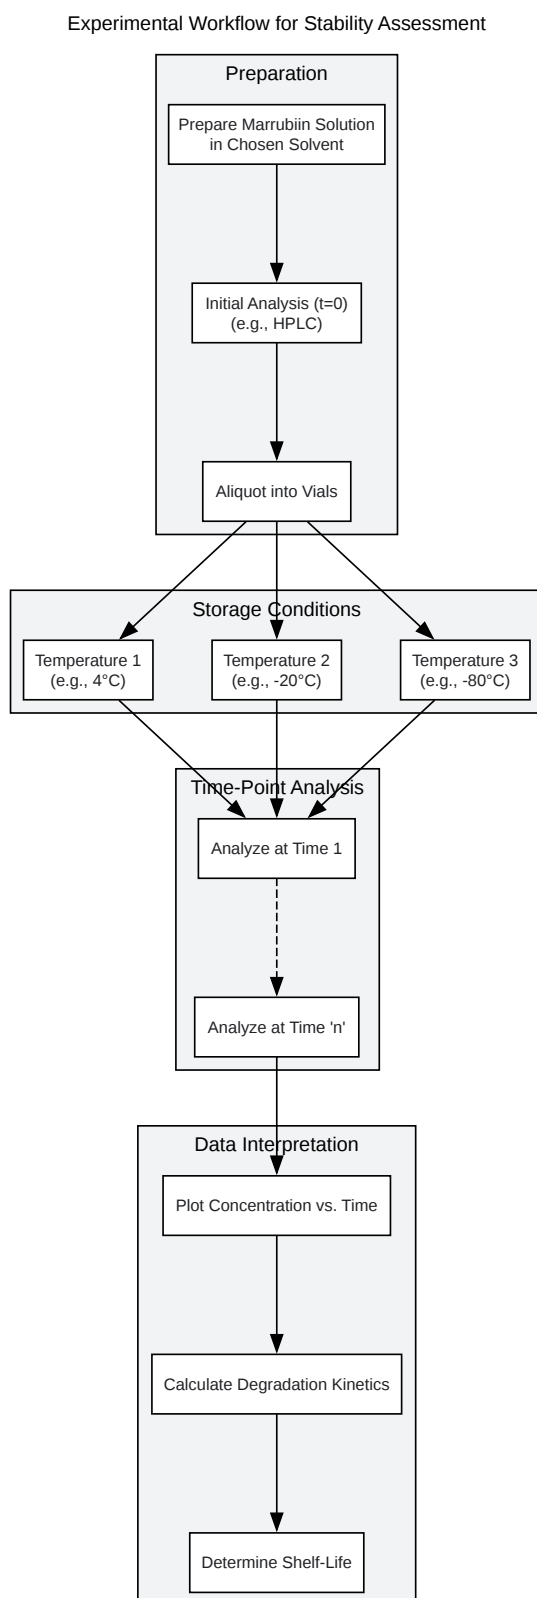 Experimental Workflow for Stability Assessment
Preparation
Prepare Marrubiin Solution
in Chosen Solvent
Initial Analysis (t=0)
(e.g., HPLC)
Aliquot into Vials
Storage Conditions
Temperature 1
(e.g., 4°C)
Temperature 2
(e.g., -20°C)
Temperature 3
(e.g., -80°C)
Time-Point Analysis
Analyze at Time 1
Analyze at Time 'n'
Data Interpretation
Plot Concentration vs. Time
Calculate Degradation Kinetics
Determine Shelf-Life